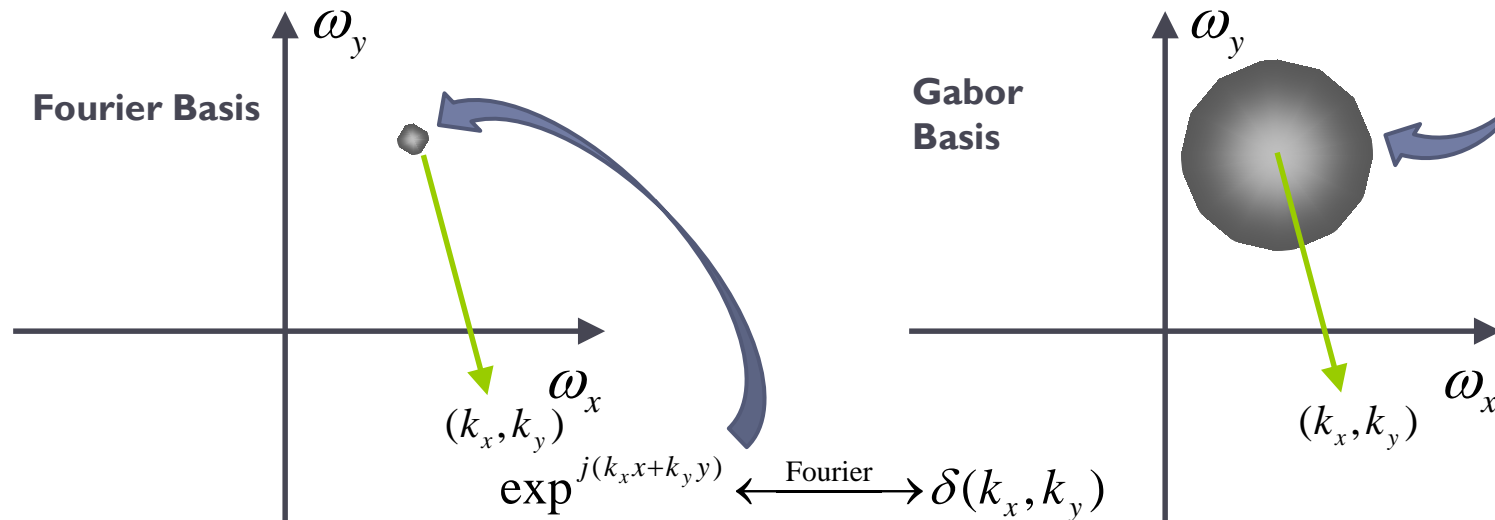 ω_y
Fourier Basis
ω_x
(k_x, k_y)
exp^{j(k_x x+k_y y)} ⟷ Fourier δ(k_x, k_y)
ω_y
Gabor
Basis
ω_x
(k_x, k_y)